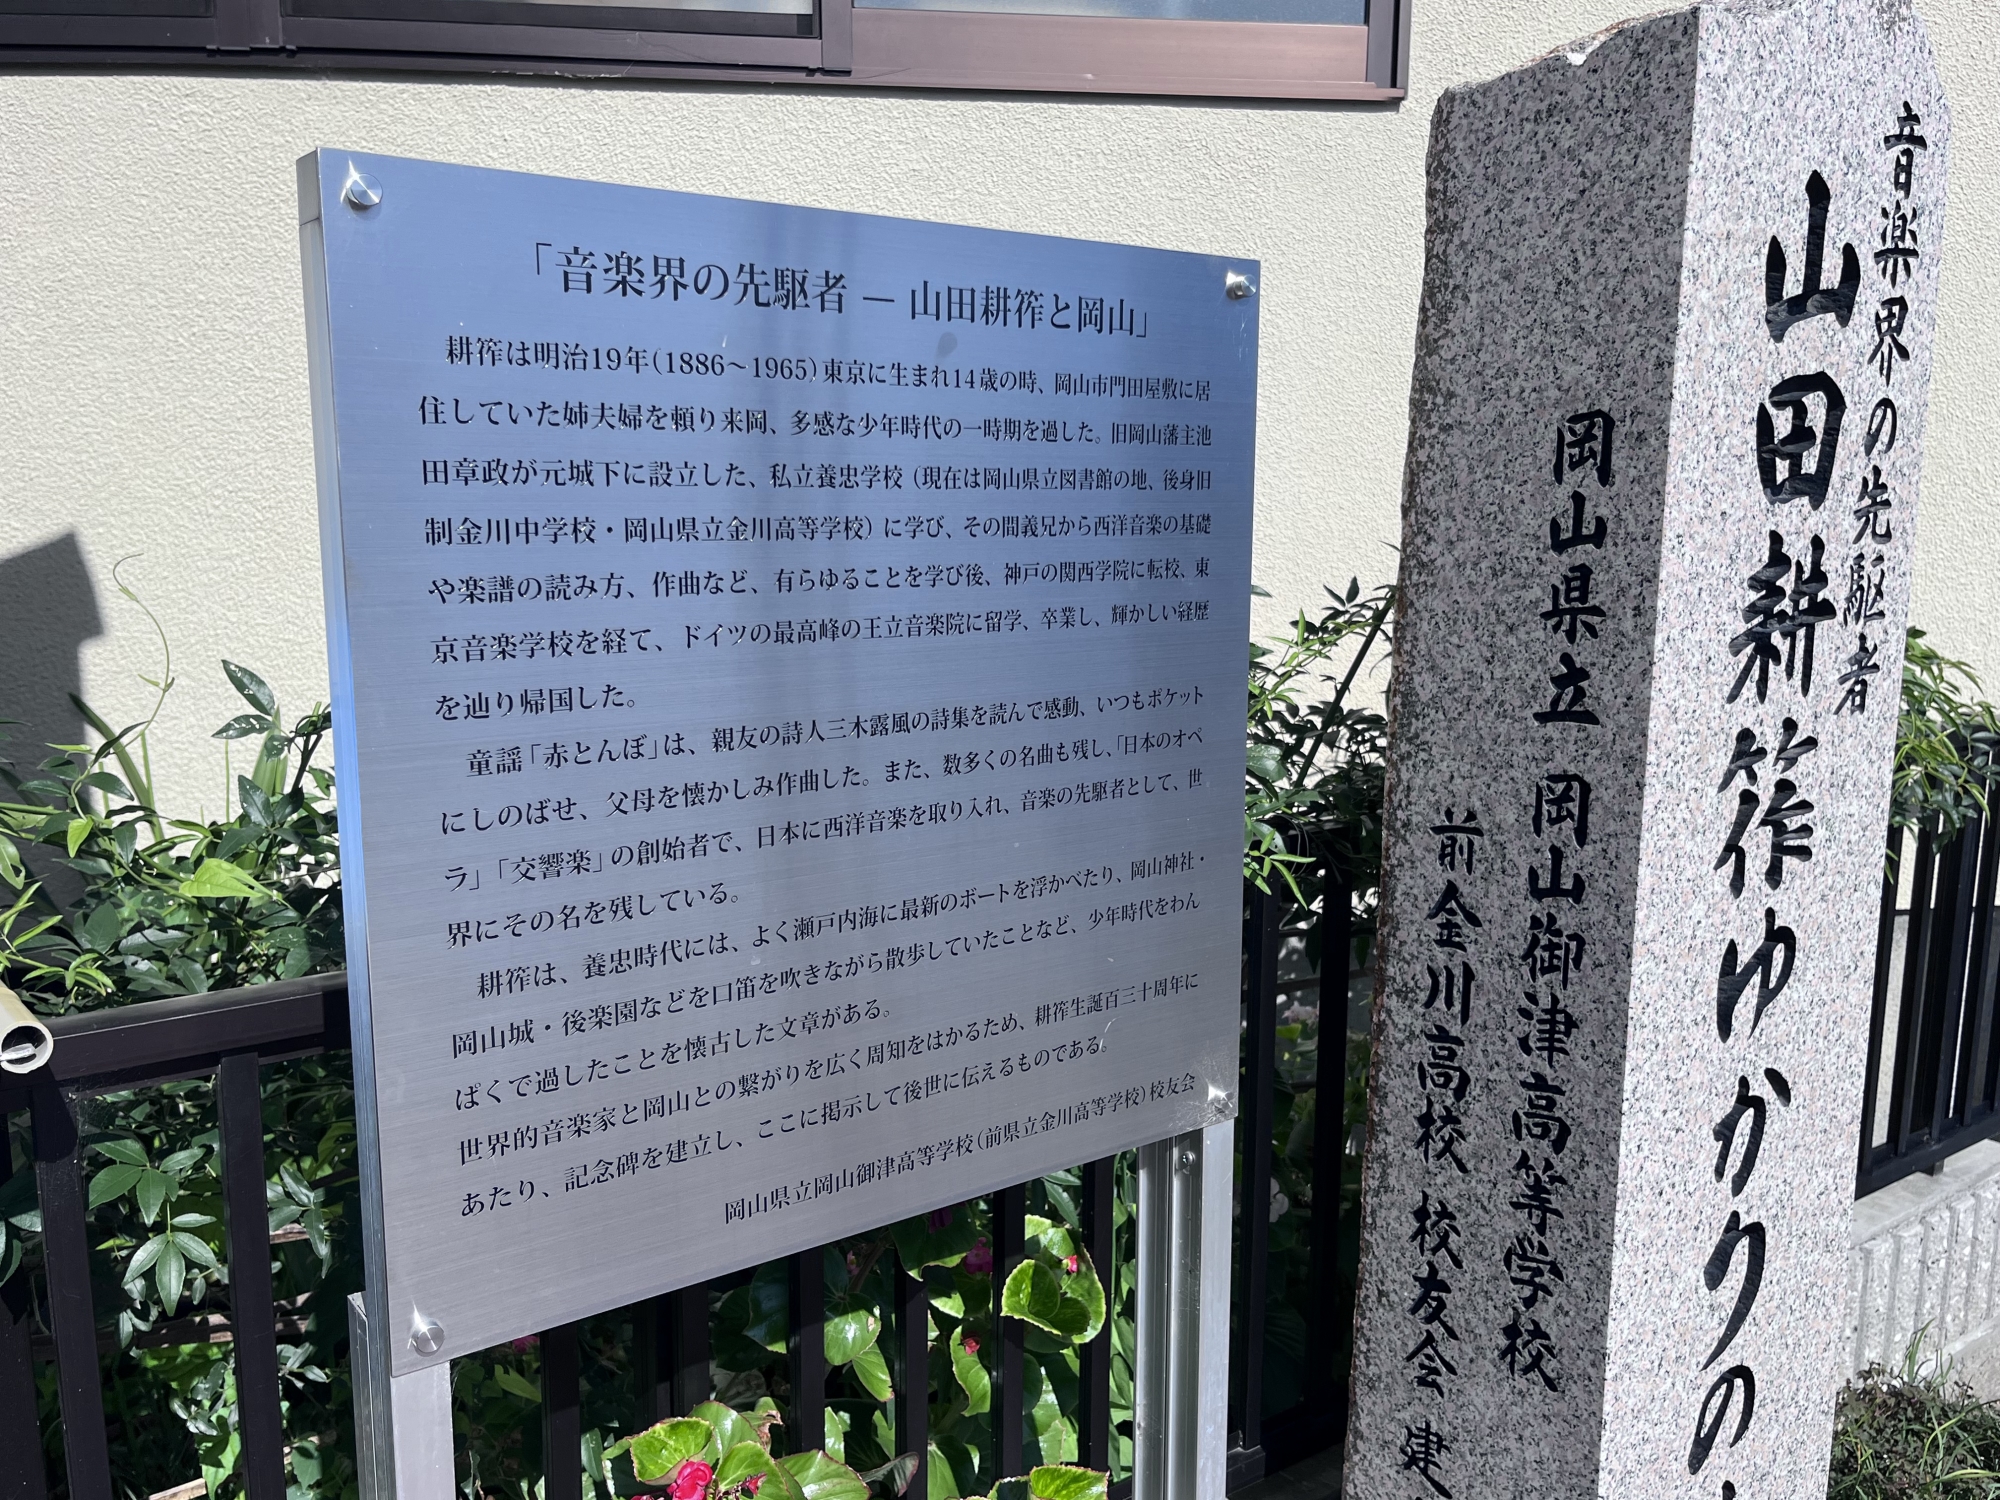 「音楽界の先駆者 ― 山田耕筰と岡山」
耕筰は明治19年(1886～1965)東京に生まれ14歳の時、岡山市門田屋敷に居
住していた姉夫婦を頼り来岡、多感な少年時代の一時期を過した。旧岡山藩主池
田章政が元城下に設立した、私立養忠学校（現在は岡山県立図書館の地、後身旧
制金川中学校・岡山県立金川高等学校）に学び、その間義兄から西洋音楽の基礎
や楽譜の読み方、作曲など、有らゆることを学び後、神戸の関西学院に転校、東
京音楽学校を経て、ドイツの最高峰の王立音楽院に留学、卒業し、輝かしい経歴
を辿り帰国した。
童謡「赤とんぼ」は、親友の詩人三木露風の詩集を読んで感動、いつもポケット
にしのばせ、父母を懐かしみ作曲した。また、数多くの名曲も残し、「日本のオペ
ラ」「交響楽」の創始者で、日本に西洋音楽を取り入れ、音楽の先駆者として、世
界にその名を残している。
耕筰は、養忠時代には、よく瀬戸内海に最新のボートを浮かべたり、岡山神社・
岡山城・後楽園などを口笛を吹きながら散歩していたことなど、少年時代をわん
ぱくで過したことを懐古した文章がある。
世界的音楽家と岡山との繋がりを広く周知をはかるため、耕筰生誕百三十周年に
あたり、記念碑を建立し、ここに掲示して後世に伝えるものである。
岡山県立岡山御津高等学校(前県立金川高等学校)校友会
音楽界の先駆者
山田耕筰ゆかりの
岡山県立 岡山御津高等学校
前金川高校 校友会 建